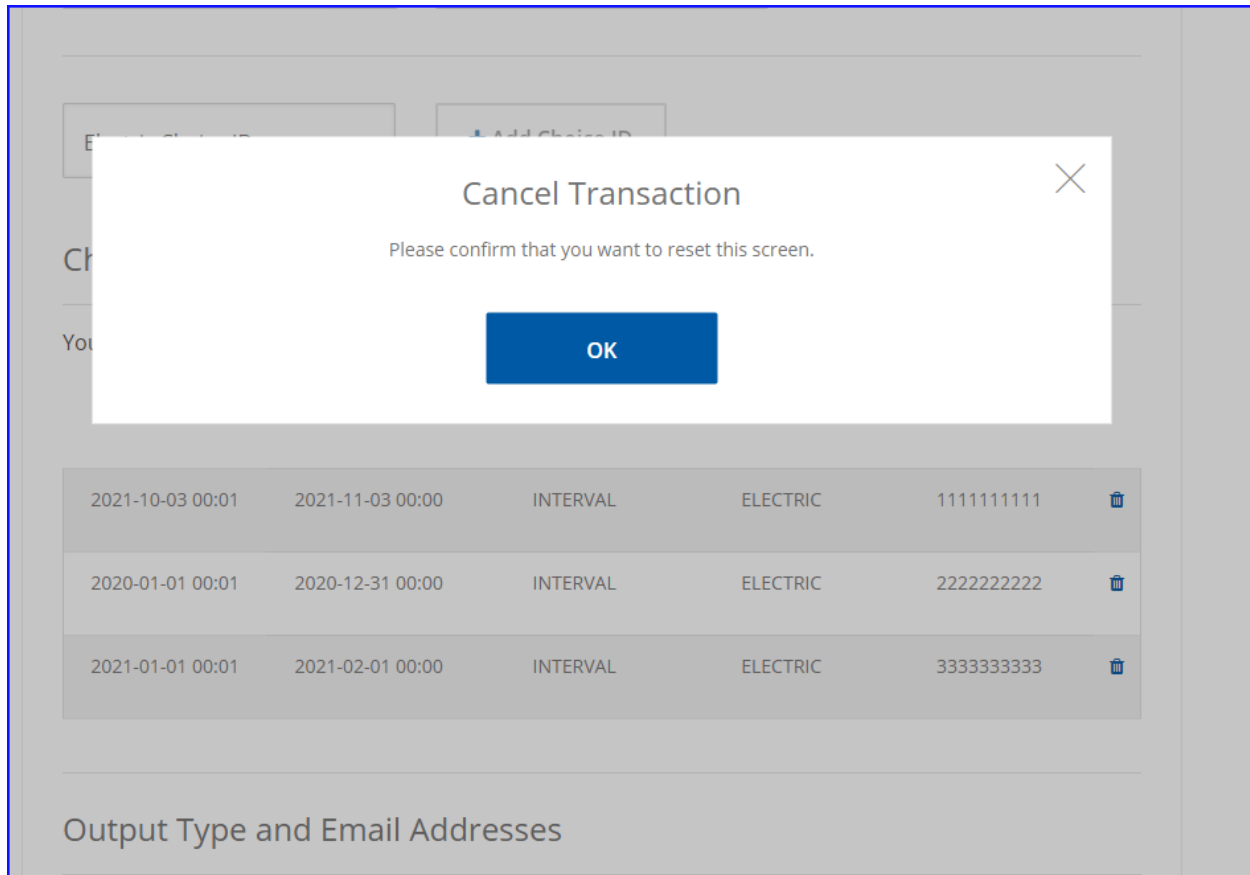 Cancel Transaction
Please confirm that you want to reset this screen.
OK
2021-10-03 00:01 2021-11-03 00:00 INTERVAL ELECTRIC 1111111111
2020-01-01 00:01 2020-12-31 00:00 INTERVAL ELECTRIC 2222222222
2021-01-01 00:01 2021-02-01 00:00 INTERVAL ELECTRIC 3333333333
Output Type and Email Addresses